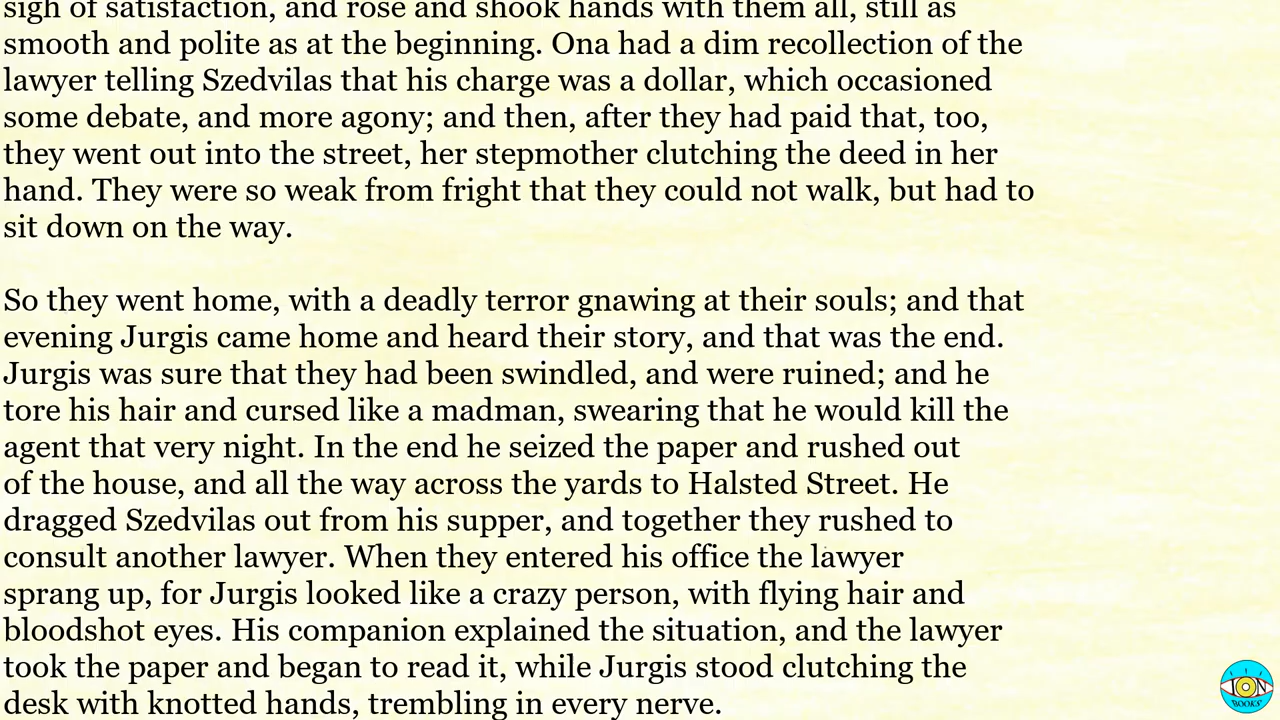 sigh of satisfaction, and rose and shook hands with them all, still as
smooth and polite as at the beginning. Ona had a dim recollection of the
lawyer telling Szedvilas that his charge was a dollar, which occasioned
some debate, and more agony; and then, after they had paid that, too,
they went out into the street, her stepmother clutching the deed in her
hand. They were so weak from fright that they could not walk, but had to
sit down on the way.
So they went home, with a deadly terror gnawing at their souls; and that
evening Jurgis came home and heard their story, and that was the end.
Jurgis was sure that they had been swindled, and were ruined; and he
tore his hair and cursed like a madman, swearing that he would kill the
agent that very night. In the end he seized the paper and rushed out
of the house, and all the way across the yards to Halsted Street. He
dragged Szedvilas out from his supper, and together they rushed to
consult another lawyer. When they entered his office the lawyer
sprang up, for Jurgis looked like a crazy person, with flying hair and
bloodshot eyes. His companion explained the situation, and the lawyer
took the paper and began to read it, while Jurgis stood clutching the
desk with knotted hands, trembling in every nerve.
ION
BOOKS